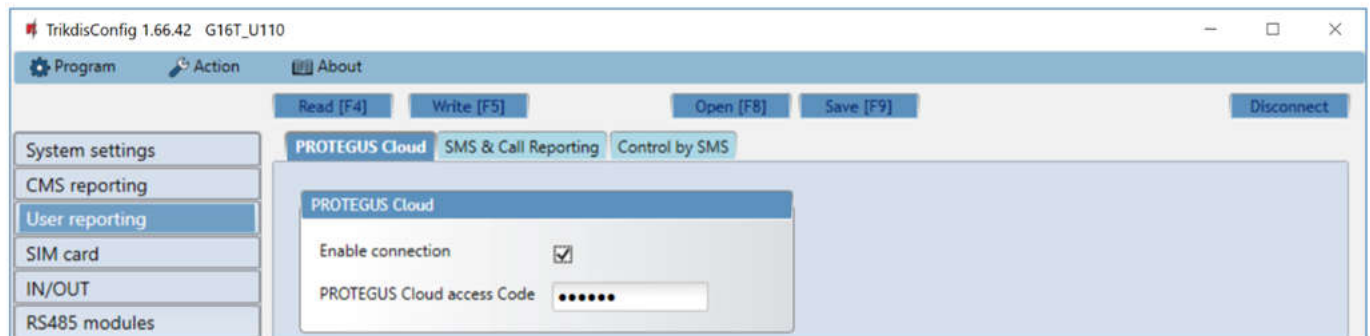 TrikdisConfig 1.66.42 G16T_U110
Program Action About
Read [F4] Write [F5] Open [F8] Save [F9] Disconnect
System settings
CMS reporting
User reporting
SIM card
IN/OUT
RS485 modules
PROTEGUS Cloud SMS & Call Reporting Control by SMS
PROTEGUS Cloud
Enable connection
PROTEGUS Cloud access Code ••••••